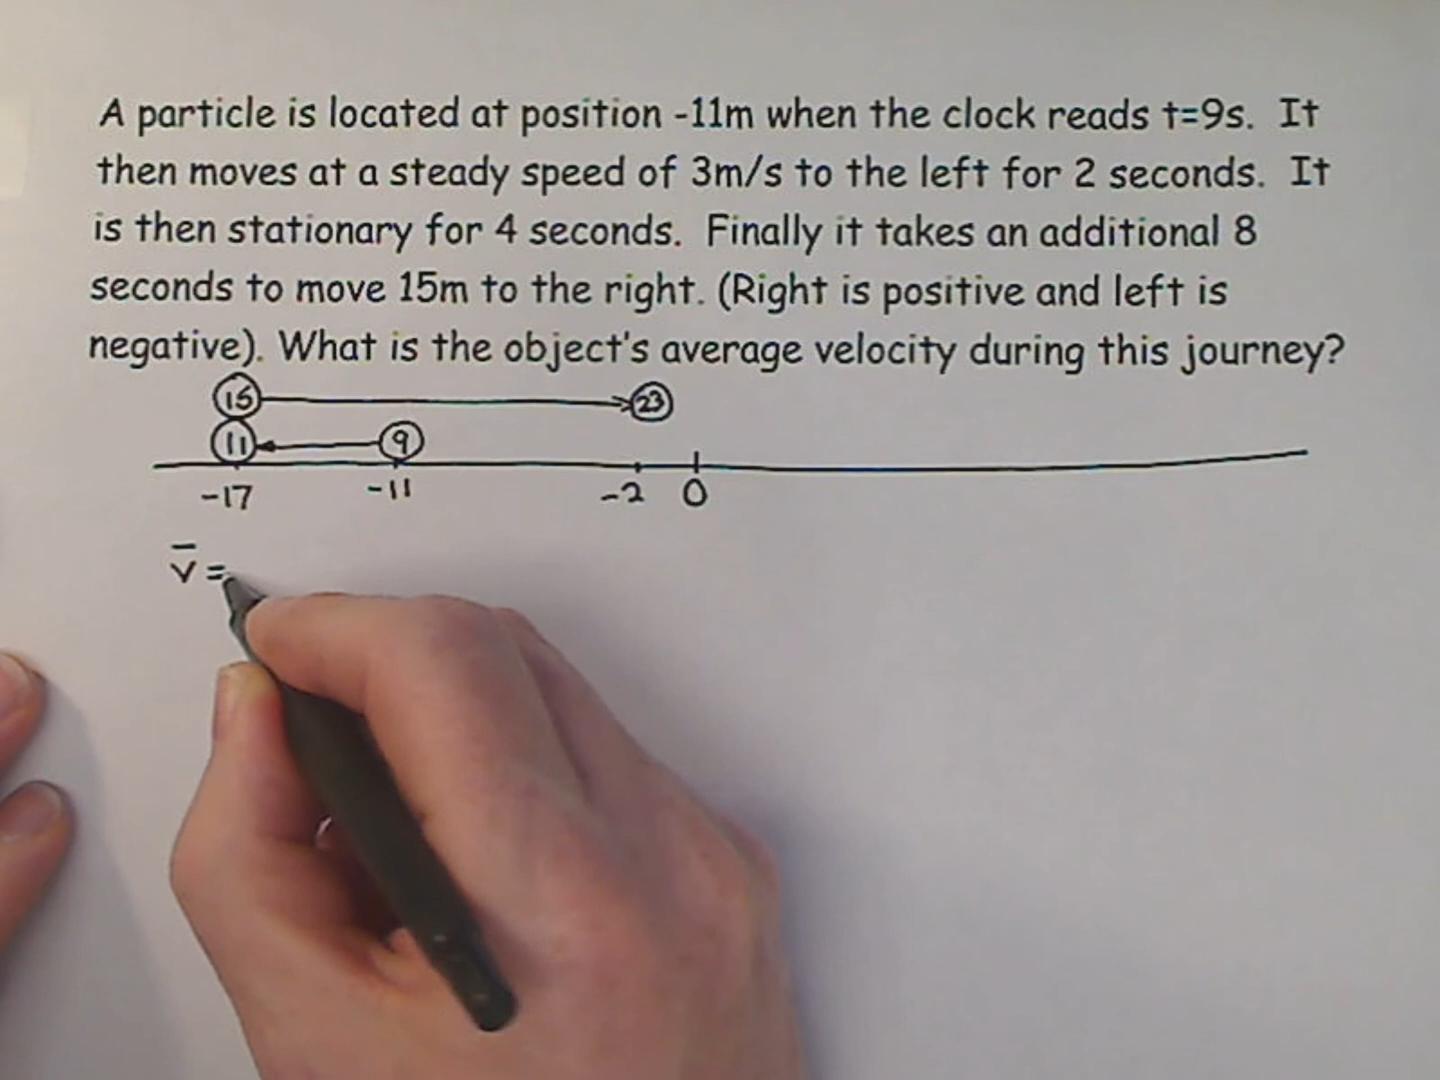 A particle is located at position -11m when the clock reads t=9s. It
then moves at a steady speed of 3m/s to the left for 2 seconds. It
is then stationary for 4 seconds. Finally it takes an additional 8
seconds to move 15m to the right. (Right is positive and left is
negative). What is the object's average velocity during this journey?
15 23
11 9
-17 -11 -2 0
v̅ =